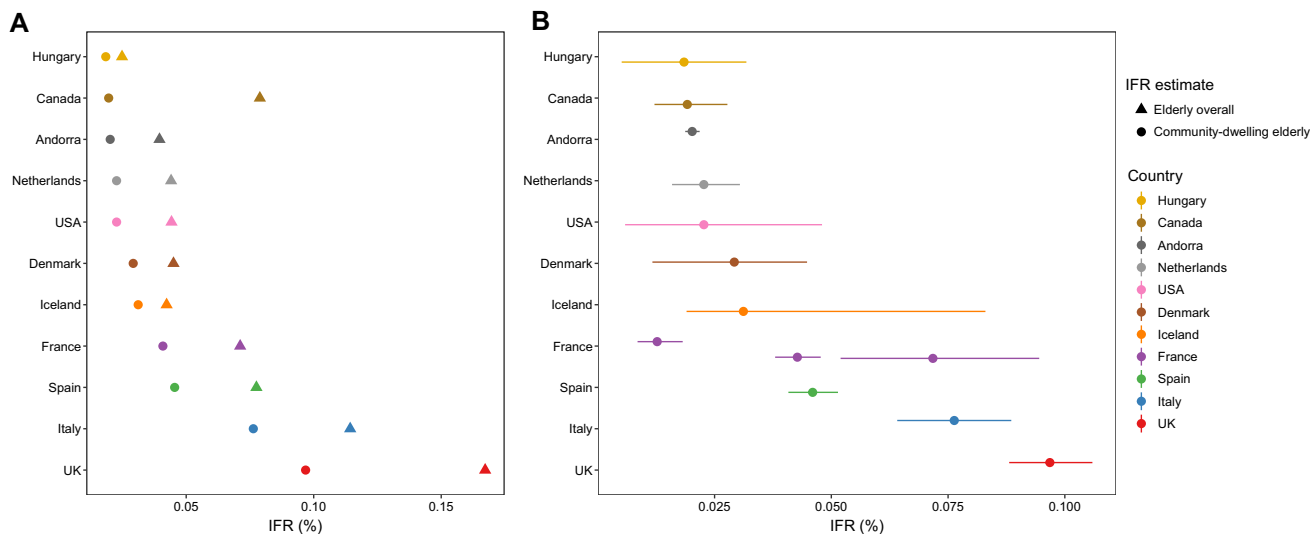 A
Hungary
Canada
Andorra
Netherlands
USA
Denmark
Iceland
France
Spain
Italy
UK
0.05 0.10 0.15
IFR (%)
B
Hungary
Canada
Andorra
Netherlands
USA
Denmark
Iceland
France
Spain
Italy
UK
0.025 0.050 0.075 0.100
IFR (%)
IFR estimate
Elderly overall
Community-dwelling elderly
Country
Hungary
Canada
Andorra
Netherlands
USA
Denmark
Iceland
France
Spain
Italy
UK